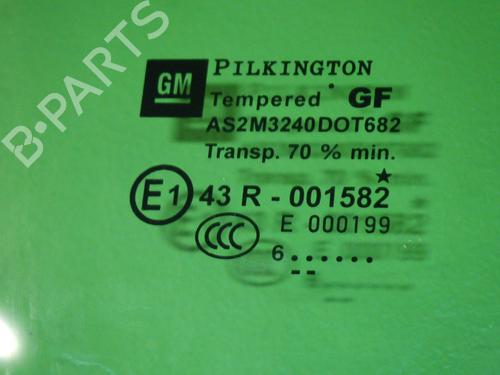 GM PILKINGTON
Tempered GF
AS2M3240DOT682
Transp. 70 % min.
E1 43 R - 001582
CCC E 000199
6......
--
B-PARTS